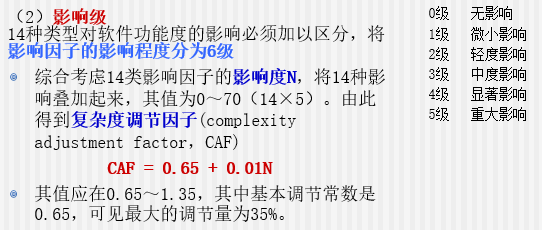 （2）影响级
14种类型对软件功能度的影响必须加以区分，将
影响因子的影响程度分为6级
综合考虑14类影响因子的影响度N，将14种影
响叠加起来，其值为0～70（14×5）。由此
得到复杂度调节因子(complexity
adjustment factor，CAF)
CAF = 0.65 + 0.01N
其值应在0.65～1.35，其中基本调节常数是
0.65，可见最大的调节量为35%。
0级 无影响
1级 微小影响
2级 轻度影响
3级 中度影响
4级 显著影响
5级 重大影响